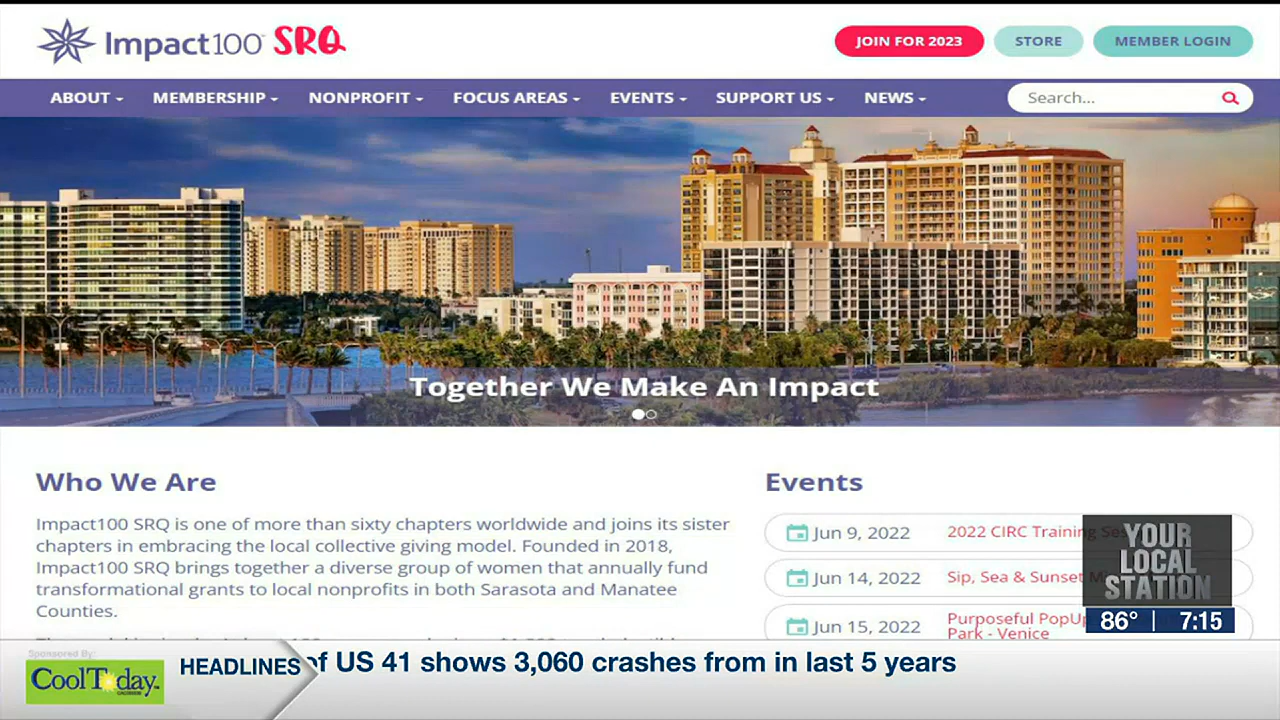 Impact100 SRQ
JOIN FOR 2023
STORE
MEMBER LOGIN
ABOUT
MEMBERSHIP
NONPROFIT
FOCUS AREAS
EVENTS
SUPPORT US
NEWS
Search...
Together We Make An Impact
Who We Are
Impact100 SRQ is one of more than sixty chapters worldwide and joins its sister
chapters in embracing the local collective giving model. Founded in 2018,
Impact100 SRQ brings together a diverse group of women that annually fund
transformational grants to local nonprofits in both Sarasota and Manatee
Counties.
Events
Jun 9, 2022
2022 CIRC Training
Jun 14, 2022
Sip, Sea & Sunset
Jun 15, 2022
Purposeful PopUp
Park - Venice
YOUR
LOCAL
STATION
86° | 7:15
Sponsored By:
CoolToday
HEADLINES
of US 41 shows 3,060 crashes from in last 5 years